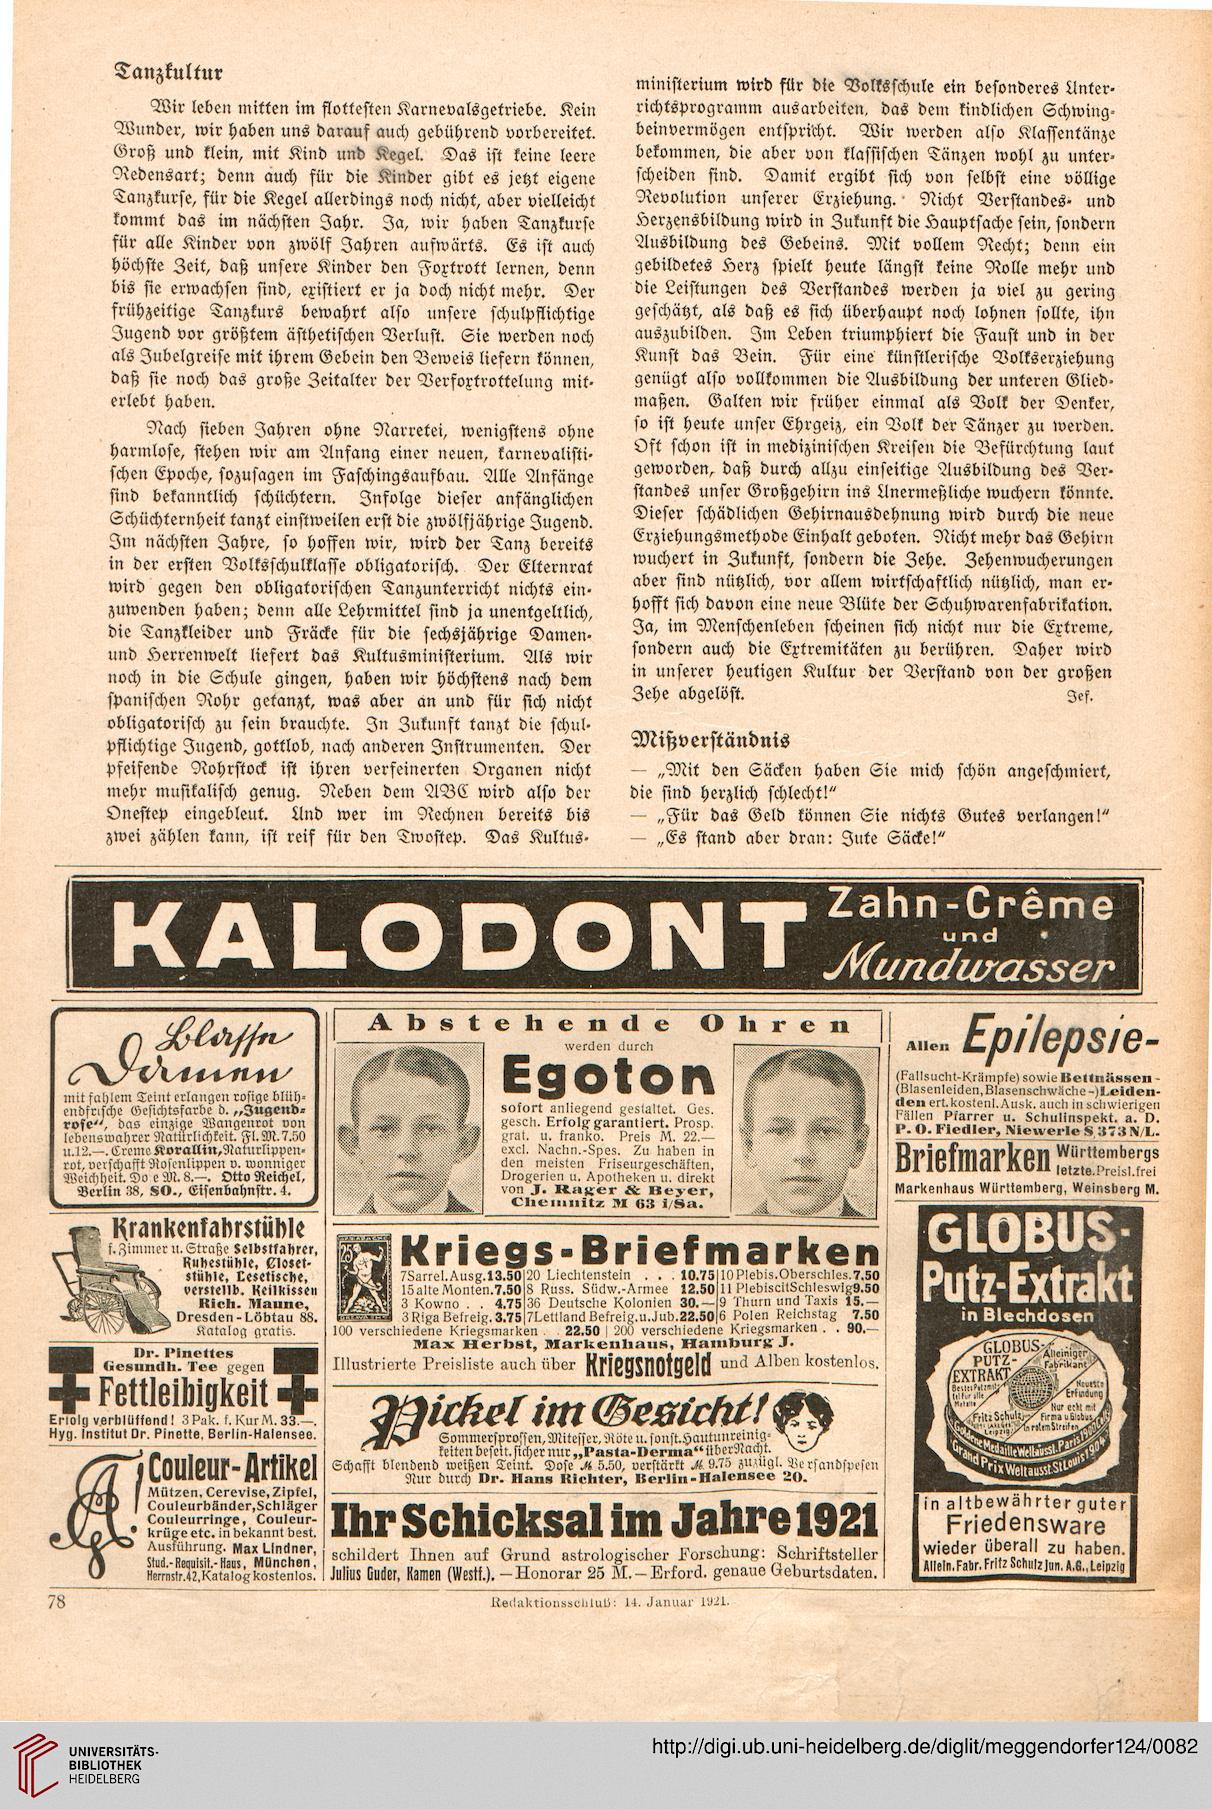 Tanzkultur
Wir leben mitten im flottesten Karnevalsgetriebe. Kein
Wunder, wir haben uns darauf auch gebührend vorbereitet.
Groß und klein, mit Kind und Kegel. Das ist keine leere
Redensart; denn auch für die Kinder gibt es jetzt eigene
Tanzkurse, für die Kegel allerdings noch nicht, aber vielleicht
kommt das im nächsten Jahr. Ja, wir haben Tanzkurse
für alle Kinder von zwölf Jahren aufwärts. Es ist auch
höchste Zeit, daß unsere Kinder den Foxtrott lernen, denn
bis sie erwachsen sind, existiert er ja doch nicht mehr. Der
frühzeitige Tanzkurs bewahrt also unsere schulpflichtige
Jugend vor größtem ästhetischen Verlust. Sie werden noch
als Jubelgreise mit ihrem Gebein den Beweis liefern können,
daß sie noch das große Zeitalter der Verfoxtrottelung mit-
erlebt haben.
Nach sieben Jahren ohne Narretei, wenigstens ohne
harmlose, stehen wir am Anfang einer neuen, karnevalisti-
schen Epoche, sozusagen im Faschingsaufbau. Alle Anfänge
sind bekanntlich schüchtern. Infolge dieser anfänglichen
Schüchternheit tanzt einstweilen erst die zwölfjährige Jugend.
Im nächsten Jahre, so hoffen wir, wird der Tanz bereits
in der ersten Volksschulklasse obligatorisch. Der Elternrat
wird gegen den obligatorischen Tanzunterricht nichts ein-
zuwenden haben; denn alle Lehrmittel sind ja unentgeltlich,
die Tanzkleider und Fräcke für die sechsjährige Damen-
und Herrenwelt liefert das Kultusministerium. Als wir
noch in die Schule gingen, haben wir höchstens nach dem
spanischen Rohr getanzt, was aber an und für sich nicht
obligatorisch zu sein brauchte. In Zukunft tanzt die schul-
pflichtige Jugend, gottlob, nach anderen Instrumenten. Der
pfeifende Rohrstock ist ihren verfeinerten Organen nicht
mehr musikalisch genug. Neben dem ABC wird also der
Onestep eingebleut. Und wer im Rechnen bereits bis
zwei zählen kann, ist reif für den Twostep. Das Kultus-
ministerium wird für die Volksschule ein besonderes Unter-
richtsprogramm ausarbeiten, das dem kindlichen Schwing-
beinvermögen entspricht. Wir werden also Klassentänze
bekommen, die aber von klassischen Tänzen wohl zu unter-
scheiden sind. Damit ergibt sich von selbst eine völlige
Revolution unserer Erziehung. Nicht Verstandes- und
Herzensbildung wird in Zukunft die Hauptsache sein, sondern
Ausbildung des Gebeins. Mit vollem Recht; denn ein
gebildetes Herz spielt heute längst keine Rolle mehr und
die Leistungen des Verstandes werden ja viel zu gering
geschätzt, als daß es sich überhaupt noch lohnen sollte, ihn
auszubilden. Im Leben triumphiert die Faust und in der
Kunst das Bein. Für eine künstlerische Volkserziehung
genügt also vollkommen die Ausbildung der unteren Glied-
maßen. Galten wir früher einmal als Volk der Denker,
so ist heute unser Ehrgeiz, ein Volk der Tänzer zu werden.
Oft schon ist in medizinischen Kreisen die Befürchtung laut
geworden, daß durch allzu einseitige Ausbildung des Ver-
standes unser Großgehirn ins Unermeßliche wuchern könnte.
Dieser schädlichen Gehirnausdehnung wird durch die neue
Erziehungsmethode Einhalt geboten. Nicht mehr das Gehirn
wuchert in Zukunft, sondern die Zehe. Zehenwucherungen
aber sind nützlich, vor allem wirtschaftlich nützlich, man er-
hofft sich davon eine neue Blüte der Schuhwarenfabrikation.
Ja, im Menschenleben scheinen sich nicht nur die Extreme,
sondern auch die Extremitäten zu berühren. Daher wird
in unserer heutigen Kultur der Verstand von der großen
Zehe abgelöst. Jef.
Mißverständnis
— „Mit den Säcken haben Sie mich schön angeschmiert,
die sind herzlich schlecht!“
— „Für das Geld können Sie nichts Gutes verlangen!“
— „Es stand aber dran: Jute Säcke!“
KALODONT Zahn-Crême
und
Mundwasser
Blasse
Damen
mit fahlem Teint erlangen rosige blüh-
endfrische Gesichtsfarbe d. „Jugend-
rose“, das einzige Wangenrot von
lebenswahrer Natürlichkeit. Fl. M. 7.50
u. 12.—. Creme Korallin, Naturlippen-
rot, verschafft Rosenlippen v. wonniger
Weichheit. Dose M. 8.—. Otto Reichel,
Berlin 38, SO., Eisenbahnstr. 4.
Krankenfahrstühle
f. Zimmer u. Straße Selbstfahrer,
Ruhestühle, Closet-
stühle, Lesetische,
verstellb. Keilkissen
Rich. Maune,
Dresden-Löbtau 88.
Katalog gratis.
Dr. Pinettes
Gesundh. Tee gegen
Fettleibigkeit
Erfolg verblüffend! 3 Pak. f. Kur M. 33.—.
Hyg. Institut Dr. Pinette, Berlin-Halensee.
Couleur-Artikel
Mützen, Cerevise, Zipfel,
Couleurbänder, Schläger
Couleurringe, Couleur-
krüge etc. in bekannt best.
Ausführung. Max Lindner,
Stud.-Requisit.-Haus, München,
Herrnstr. 42, Katalog kostenlos.
Abstehende Ohren
werden durch
Egoton
sofort anliegend gestaltet. Ges.
gesch. Erfolg garantiert. Prosp.
grat. u. franko. Preis M. 22.—
excl. Nachn.-Spes. Zu haben in
den meisten Friseurgeschäften,
Drogerien u. Apotheken u. direkt
von J. Rager & Beyer,
Chemnitz M 63 i/Sa.
25
Kriegs-Briefmarken
7 Sarrel. Ausg. 13.50 | 20 Liechtenstein . . . 10.75 | 10 Plebis. Oberschles. 7.50
15 alte Monten. 7.50 | 8 Russ. Südw.-Armee 12.50 | 11 Plebiscit Schleswig 9.50
3 Kowno . . 4.75 | 36 Deutsche Kolonien 30.— | 9 Thurn und Taxis 15.—
3 Riga Befreig. 3.75 | 7 Lettland Befreig. u. Jub. 22.50 | 6 Polen Reichstag 7.50
100 verschiedene Kriegsmarken . 22.50 | 200 verschiedene Kriegsmarken . . 90.—
Max Herbst, Markenhaus, Hamburg J.
Illustrierte Preisliste auch über Kriegsnotgeld und Alben kostenlos.
Pickel im Gesicht!
Sommersprossen, Mitesser, Röte u. sonst. Hautunreinig-
keiten beseit. sicher nur „Pasta-Derma“ über Nacht.
Schafft blendend weißen Teint. Dose M 5.50, verstärkt M. 9.75 zuzügl. Versandspesen
Nur durch Dr. Hans Richter, Berlin-Halensee 20.
Ihr Schicksal im Jahre 1921
schildert Ihnen auf Grund astrologischer Forschung: Schriftsteller
Julius Guder, Kamen (Westf.). — Honorar 25 M. — Erford. genaue Geburtsdaten.
Allen Epilepsie-
(Fallsucht-Krämpfe) sowie Bettnässen-
(Blasenleiden, Blasenschwäche-) Leiden-
den ert. kostenl. Ausk. auch in schwierigen
Fällen Pfarrer u. Schulinspekt. a. D.
P. O. Fiedler, Niewerle S 373 N/L.
Briefmarken Württembergs
letzte. Preisl. frei
Markenhaus Württemberg, Weinsberg M.
GLOBUS-
Putz-Extrakt
in Blechdosen
GLOBUS-
PUTZ-
EXTRAKT
Alleiniger
Fabrikant
Bestes Putzmit-
tel für alle
Metalle
Neueste
Erfindung
Nur echt mit
Firma u Globus
in rotem Streifen
Fritz Schulz jun.
Leipzig
Goldene Medaille Weltausst. Paris 1900
Grand Prix Weltausst. St. Louis 1904
in altbewährter guter
Friedensware
wieder überall zu haben.
Allein. Fabr. Fritz Schulz jun. A.G., Leipzig
78
Redaktionsschluß: 14. Januar 1921.
UNIVERSITÄTS-
BIBLIOTHEK
HEIDELBERG
http://digi.ub.uni-heidelberg.de/diglit/meggendorfer124/0082